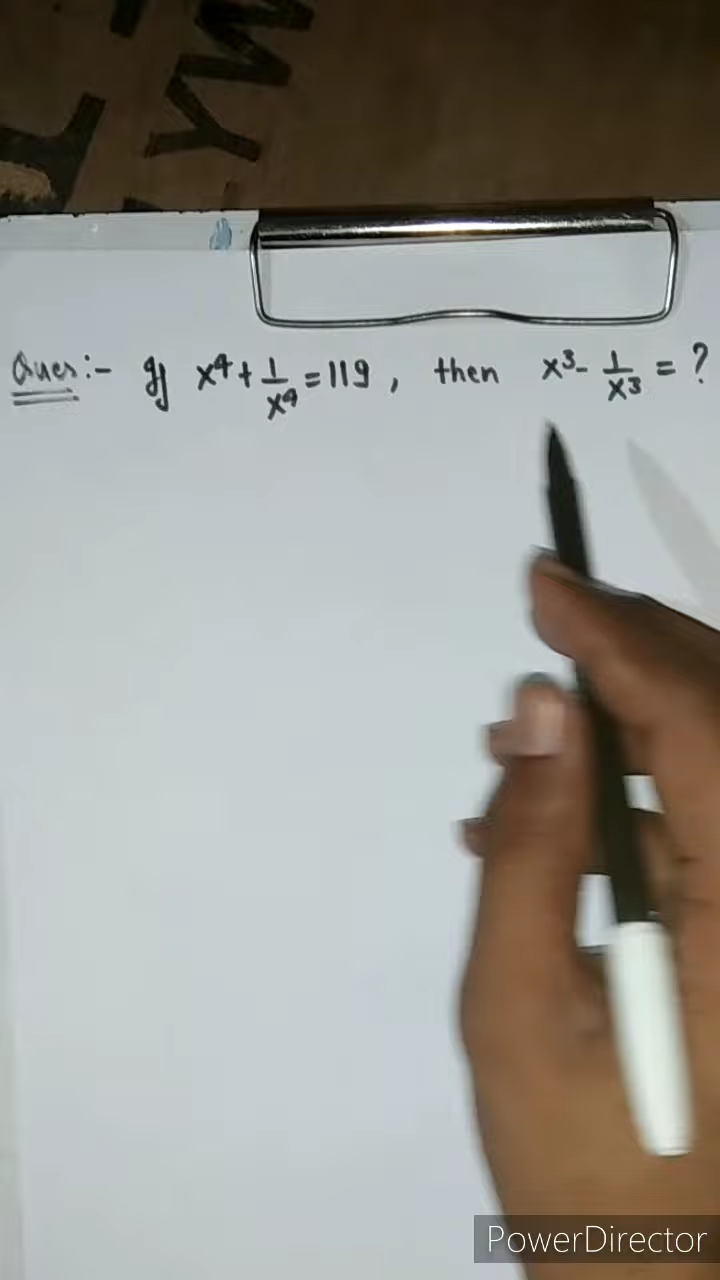 Ques:- If x⁴ + 1/x⁴ = 119, then x³ - 1/x³ = ?
PowerDirector